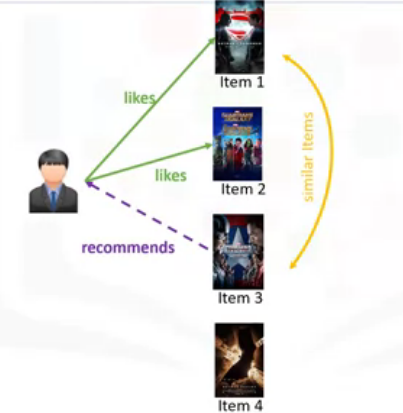 Item 1
likes
similar Items
likes
Item 2
recommends
Item 3
Item 4